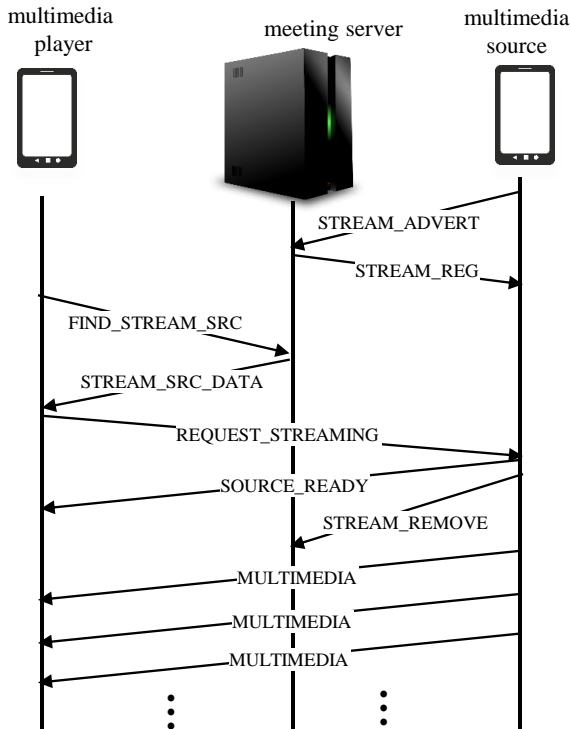 multimedia
player
meeting server
multimedia
source
STREAM_ADVERT
STREAM_REG
FIND_STREAM_SRC
STREAM_SRC_DATA
REQUEST_STREAMING
SOURCE_READY
STREAM_REMOVE
MULTIMEDIA
MULTIMEDIA
MULTIMEDIA